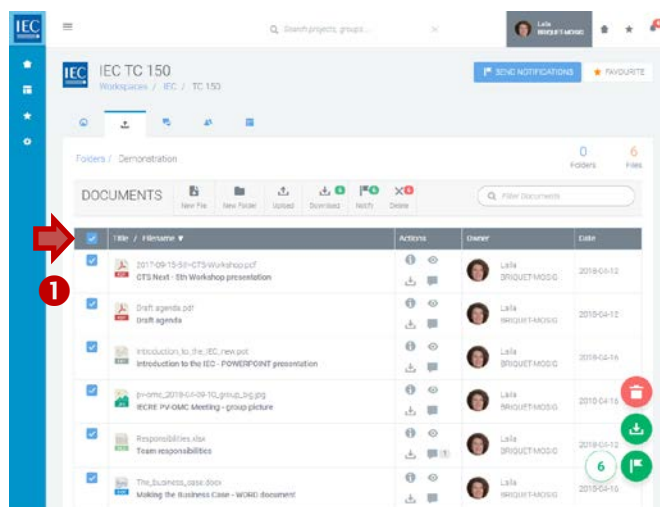 IEC
Search projects, groups...
Laila
BRIQUET-MOSIG
IEC
IEC TC 150
Workspaces / IEC / TC 150
SEND NOTIFICATIONS
FAVOURITE
Folders / Demonstration
0
Folders
6
Files
DOCUMENTS
New File
New Folder
Upload
Download
6
Notify
6
Delete
6
Filter Documents
Title / Filename
Actions
Owner
Date
1
2017-09-15-5th-CTS-Workshop.pdf
CTS Next - 5th Workshop presentation
Laila
BRIQUET-MOSIG
2018-04-12
Draft agenda.pdf
Draft agenda
Laila
BRIQUET-MOSIG
2018-04-12
Introduction_to_the_IEC_new.pot
Introduction to the IEC - POWERPOINT presentation
Laila
BRIQUET-MOSIG
2018-04-16
pv-omc_2018-04-09-10_group_big.jpg
IECRE PV-OMC Meeting - group picture
Laila
BRIQUET-MOSIG
2018-04-16
Responsibilities.xlsx
Team responsibilities
1
Laila
BRIQUET-MOSIG
2018-04-12
6
The_business_case.docx
Making the Business Case - WORD document
Laila
BRIQUET-MOSIG
2018-04-16